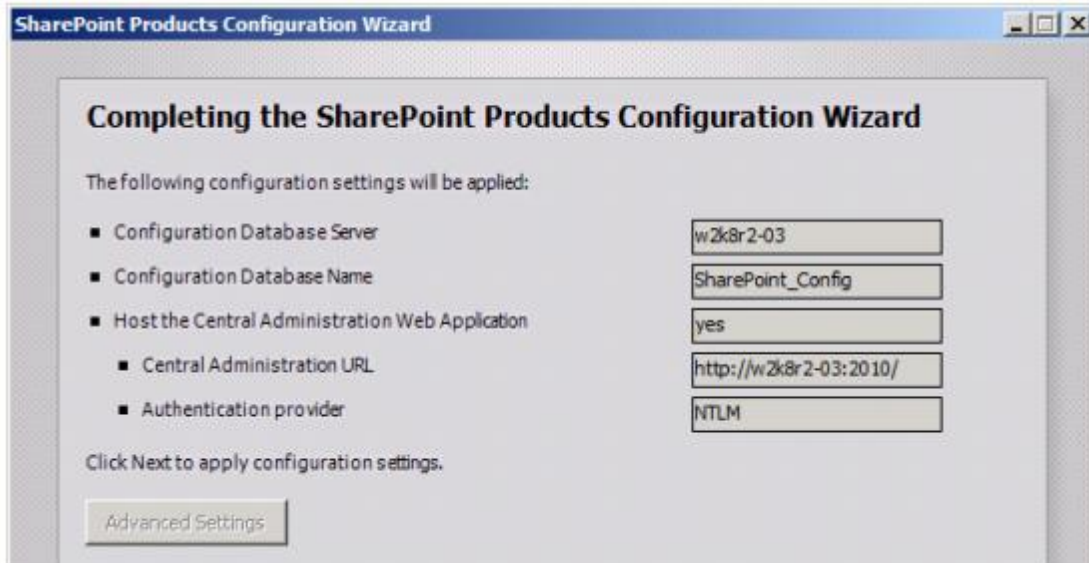 SharePoint Products Configuration Wizard
Completing the SharePoint Products Configuration Wizard
The following configuration settings will be applied:
Configuration Database Server w2k8r2-03
Configuration Database Name SharePoint_Config
Host the Central Administration Web Application yes
Central Administration URL http://w2k8r2-03:2010/
Authentication provider NTLM
Click Next to apply configuration settings.
Advanced Settings